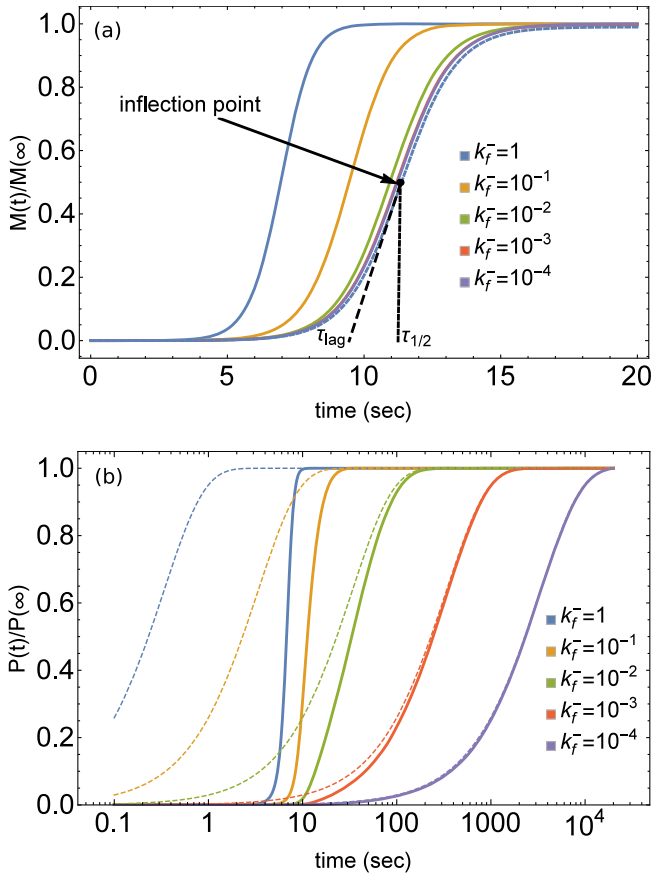 (a)
M(t)/M(∞)
1.0
0.8
0.6
0.4
0.2
0.0
inflection point
k_f^-=1
k_f^-=10^-1
k_f^-=10^-2
k_f^-=10^-3
k_f^-=10^-4
τ_lag
τ_1/2
0 5 10 15 20
time (sec)
(b)
P(t)/P(∞)
1.0
0.8
0.6
0.4
0.2
0.0
k_f^-=1
k_f^-=10^-1
k_f^-=10^-2
k_f^-=10^-3
k_f^-=10^-4
0.1 1 10 100 1000 10^4
time (sec)